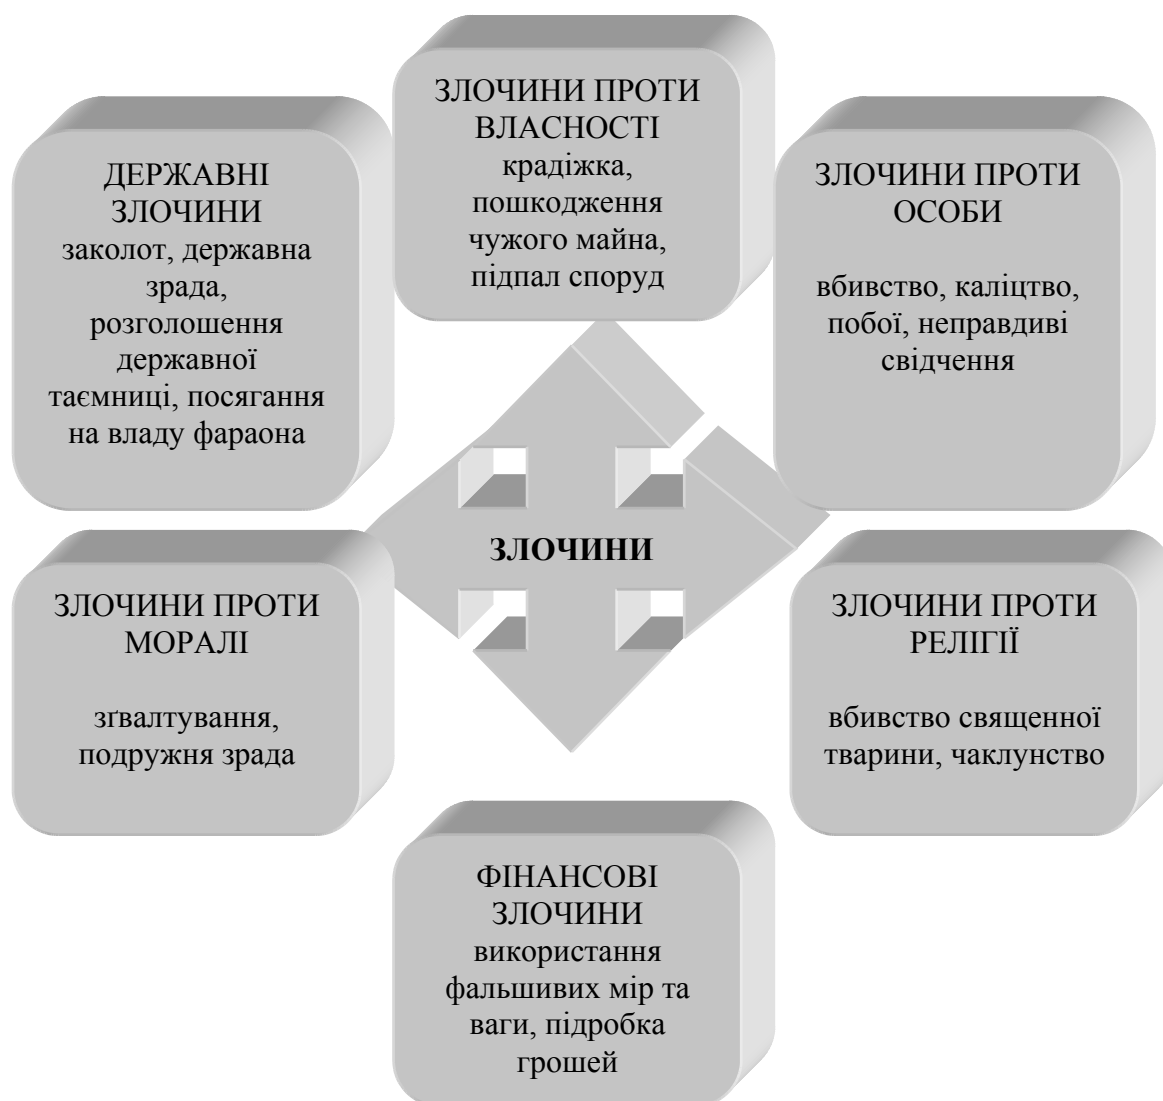 ЗЛОЧИНИ ПРОТИ
ВЛАСНОСТІ
крадіжка,
пошкодження
чужого майна,
підпал споруд
ДЕРЖАВНІ
ЗЛОЧИНИ
заколот, державна
зрада,
розголошення
державної
таємниці, посягання
на владу фараона
ЗЛОЧИНИ ПРОТИ
ОСОБИ
вбивство, каліцтво,
побої, неправдиві
свідчення
ЗЛОЧИНИ
ЗЛОЧИНИ ПРОТИ
МОРАЛІ
зґвалтування,
подружня зрада
ЗЛОЧИНИ ПРОТИ
РЕЛІГІЇ
вбивство священної
тварини, чаклунство
ФІНАНСОВІ
ЗЛОЧИНИ
використання
фальшивих мір та
ваги, підробка
грошей